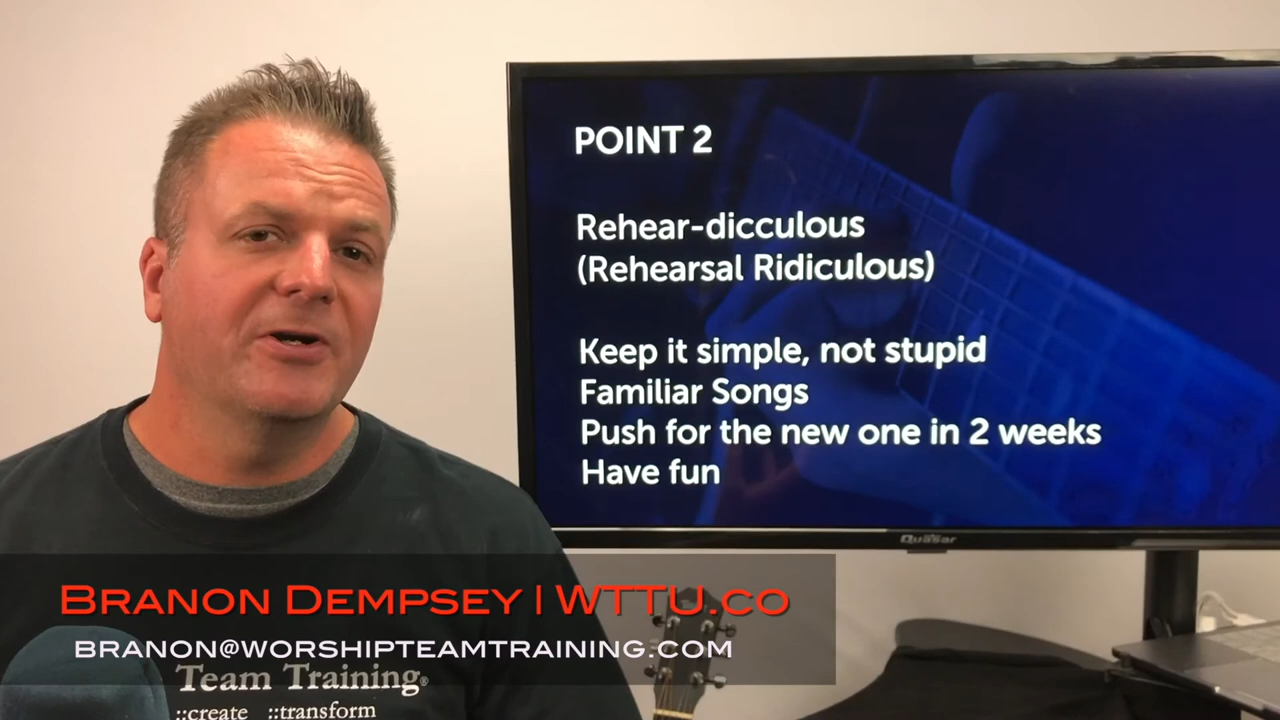 POINT 2
Rehear-dicculous
(Rehearsal Ridiculous)
Keep it simple, not stupid
Familiar Songs
Push for the new one in 2 weeks
Have fun
Quasar
BRANON DEMPSEY | WTTU.CO
BRANON@WORSHIPTEAMTRAINING.COM
Team Training®
::create ::transform